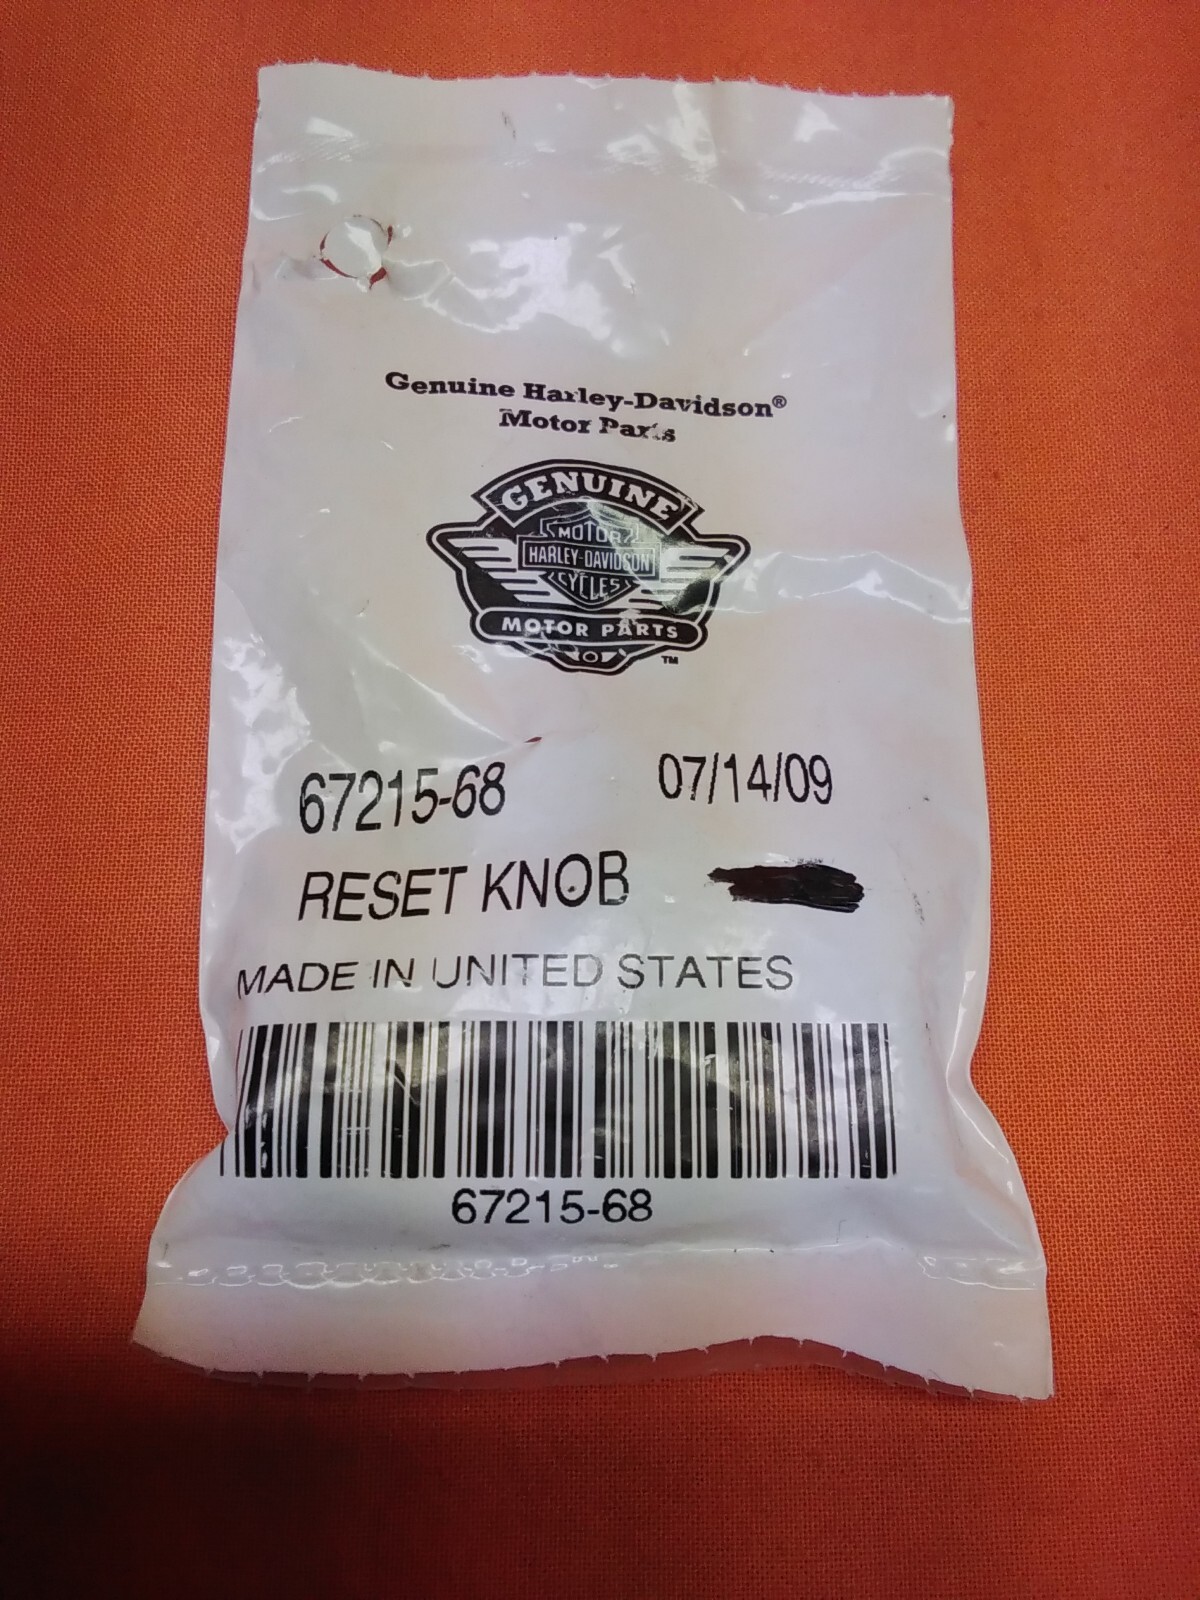 Genuine Harley-Davidson®
Motor Parts
GENUINE
MOTOR
HARLEY-DAVIDSON
CYCLES
MOTOR PARTS
TM
67215-68 07/14/09
RESET KNOB
MADE IN UNITED STATES
67215-68